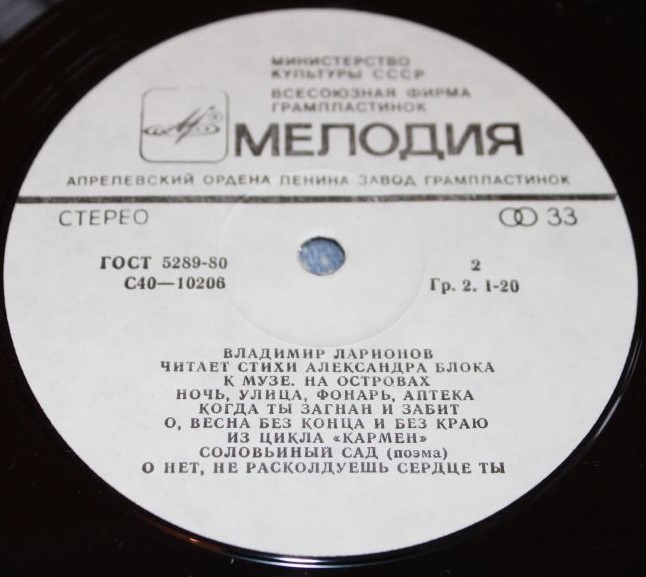 МИНИСТЕРСТВО
КУЛЬТУРЫ СССР
ВСЕСОЮЗНАЯ ФИРМА
ГРАМПЛАСТИНОК
МЕЛОДИЯ
АПРЕЛЕВСКИЙ ОРДЕНА ЛЕНИНА ЗАВОД ГРАМПЛАСТИНОК
СТЕРЕО 33
ГОСТ 5289-80 2
С40—10206 Гр. 2. 1-20
ВЛАДИМИР ЛАРИОНОВ
ЧИТАЕТ СТИХИ АЛЕКСАНДРА БЛОКА
К МУЗЕ. НА ОСТРОВАХ
НОЧЬ, УЛИЦА, ФОНАРЬ, АПТЕКА
КОГДА ТЫ ЗАГНАН И ЗАБИТ
О, ВЕСНА БЕЗ КОНЦА И БЕЗ КРАЮ
ИЗ ЦИКЛА «КАРМЕН»
СОЛОВЬИНЫЙ САД (поэма)
О НЕТ, НЕ РАСКОЛДУЕШЬ СЕРДЦЕ ТЫ